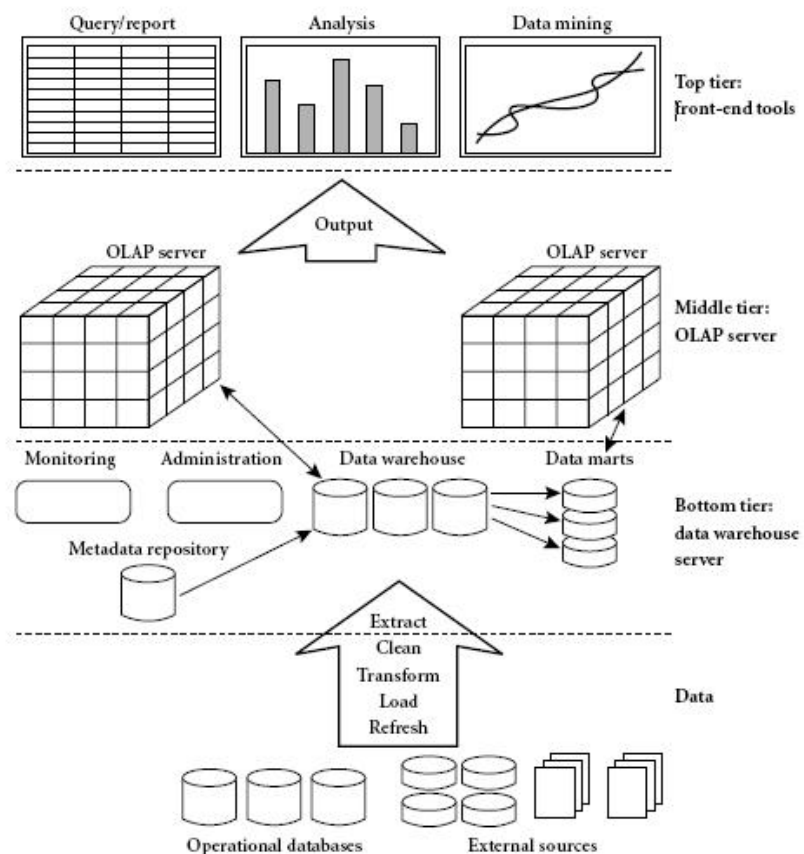 Query/report
Analysis
Data mining
Top tier:
front-end tools
Output
OLAP server
OLAP server
Middle tier:
OLAP server
Monitoring
Administration
Data warehouse
Data marts
Bottom tier:
data warehouse
server
Metadata repository
Extract
Clean
Transform
Load
Refresh
Data
Operational databases
External sources